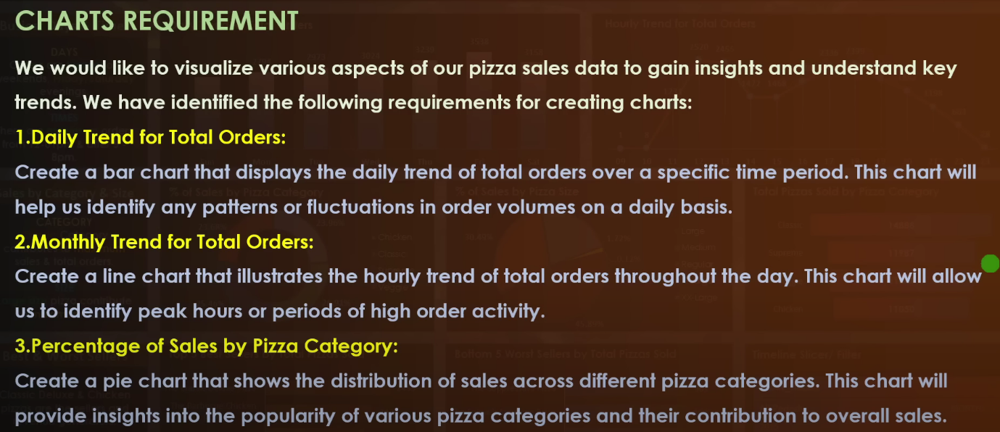 CHARTS REQUIREMENT
We would like to visualize various aspects of our pizza sales data to gain insights and understand key
trends. We have identified the following requirements for creating charts:
1.Daily Trend for Total Orders:
Create a bar chart that displays the daily trend of total orders over a specific time period. This chart will
help us identify any patterns or fluctuations in order volumes on a daily basis.
2.Monthly Trend for Total Orders:
Create a line chart that illustrates the hourly trend of total orders throughout the day. This chart will allow
us to identify peak hours or periods of high order activity.
3.Percentage of Sales by Pizza Category:
Create a pie chart that shows the distribution of sales across different pizza categories. This chart will
provide insights into the popularity of various pizza categories and their contribution to overall sales.